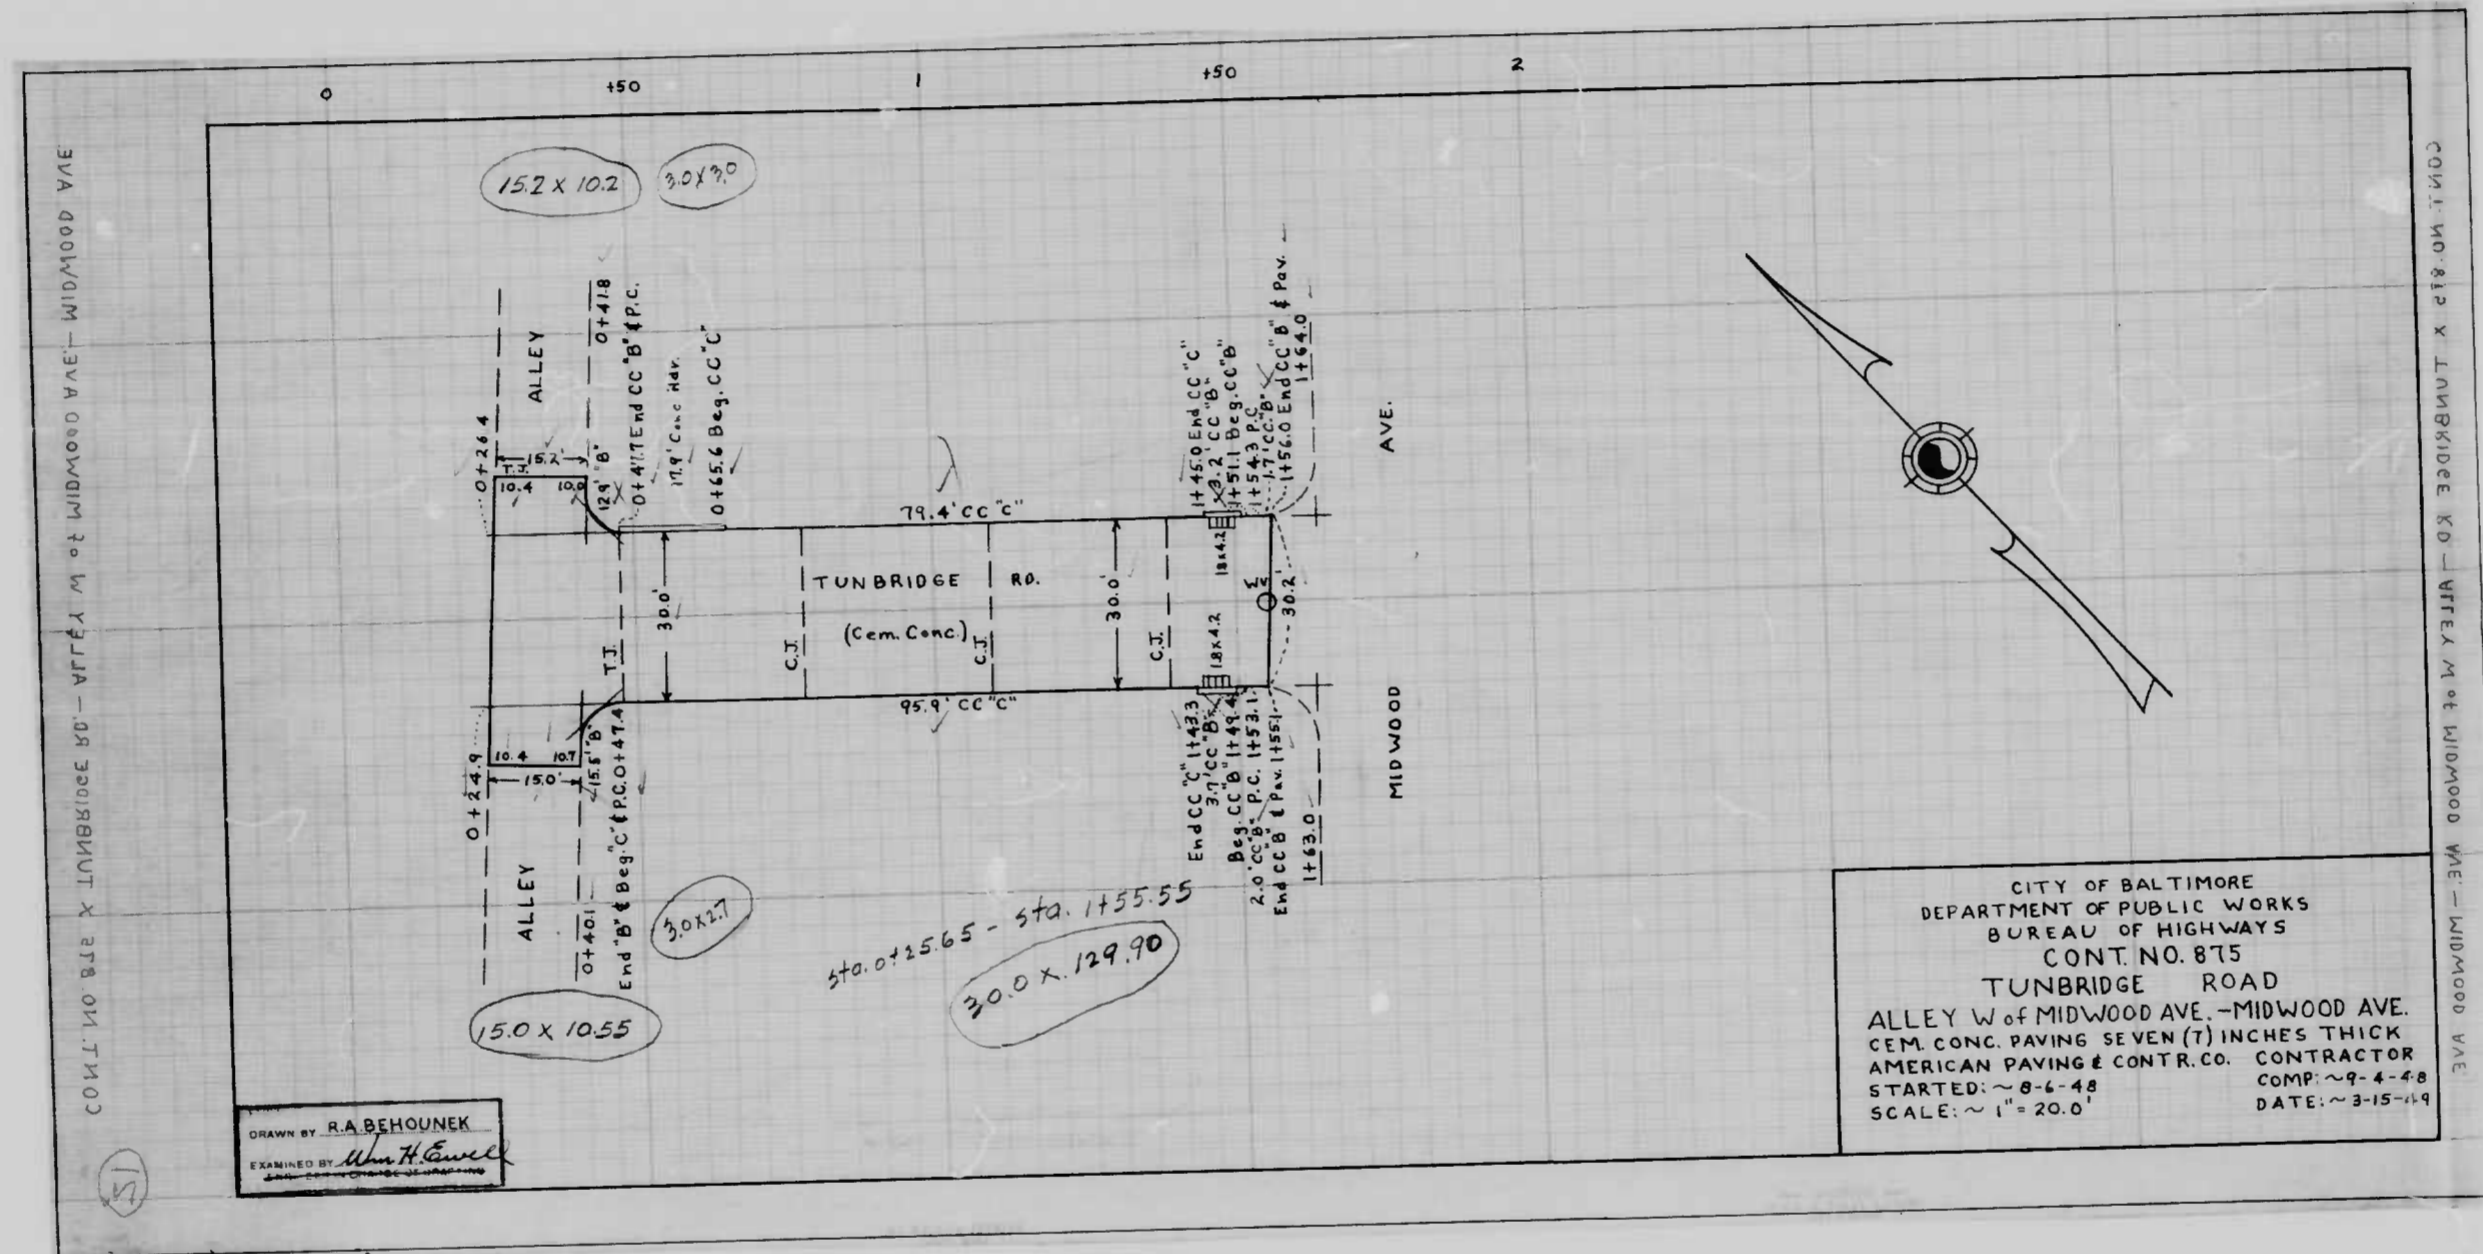 0 +50 1 +50 2
15.2 X 10.2
3.0 X 3.0
ALLEY
0+26.4
0+41.8
15.2'
T.J.
10.4 10.0
12.9' "B"
0+47.7 End CC "B" & P.C.
17.9' Conc Hdr.
0+65.6 Beg. CC "C"
79.4' CC "C"
1+45.0 End CC "C"
3.2' CC "B"
1+51.1 Beg. CC "B"
1+54.3 P.C.
1.7' CC. "B"
1+56.0 End CC "B" & Pav.
1+64.0
AVE.
MIDWOOD
30.0'
TUNBRIDGE RD.
(Cem. Conc.)
30.0'
T.J.
C.J.
C.J.
C.J.
1.8x4.2
1.8x4.2
30.2'
95.9' CC "C"
10.4 10.7
15.0'
15.5' "B"
0+24.9
ALLEY
0+40.1
End "B" & Beg. "C" & P.C. 0+47.4
3.0 X 2.7
15.0 X 10.55
End CC "C" 1+43.3
3.7' CC "B"
Beg. CC "B" 1+49.4
2.0' CC "B" P.C. 1+53.1
End CC "B" & Pav. 1+55.1
1+63.0
Sta. 0+25.65 - Sta. 1+55.55
30.0 X 129.90
CITY OF BALTIMORE
DEPARTMENT OF PUBLIC WORKS
BUREAU OF HIGHWAYS
CONT. NO. 875
TUNBRIDGE ROAD
ALLEY W of MIDWOOD AVE. - MIDWOOD AVE.
CEM. CONC. PAVING SEVEN (7) INCHES THICK
AMERICAN PAVING & CONTR. CO. CONTRACTOR
STARTED: ~ 8-6-48 COMP: ~ 9-4-48
SCALE: ~ 1" = 20.0' DATE: ~ 3-15-49
DRAWN BY R.A. BEHOUNEK
EXAMINED BY Wm H. Ewell
CONT. NO. 875 X TUNBRIDGE RD. - ALLEY W of MIDWOOD AVE. - MIDWOOD AVE
CONT. NO. 875 X TUNBRIDGE RD - ALLEY W of MIDWOOD AVE. - MIDWOOD AVE